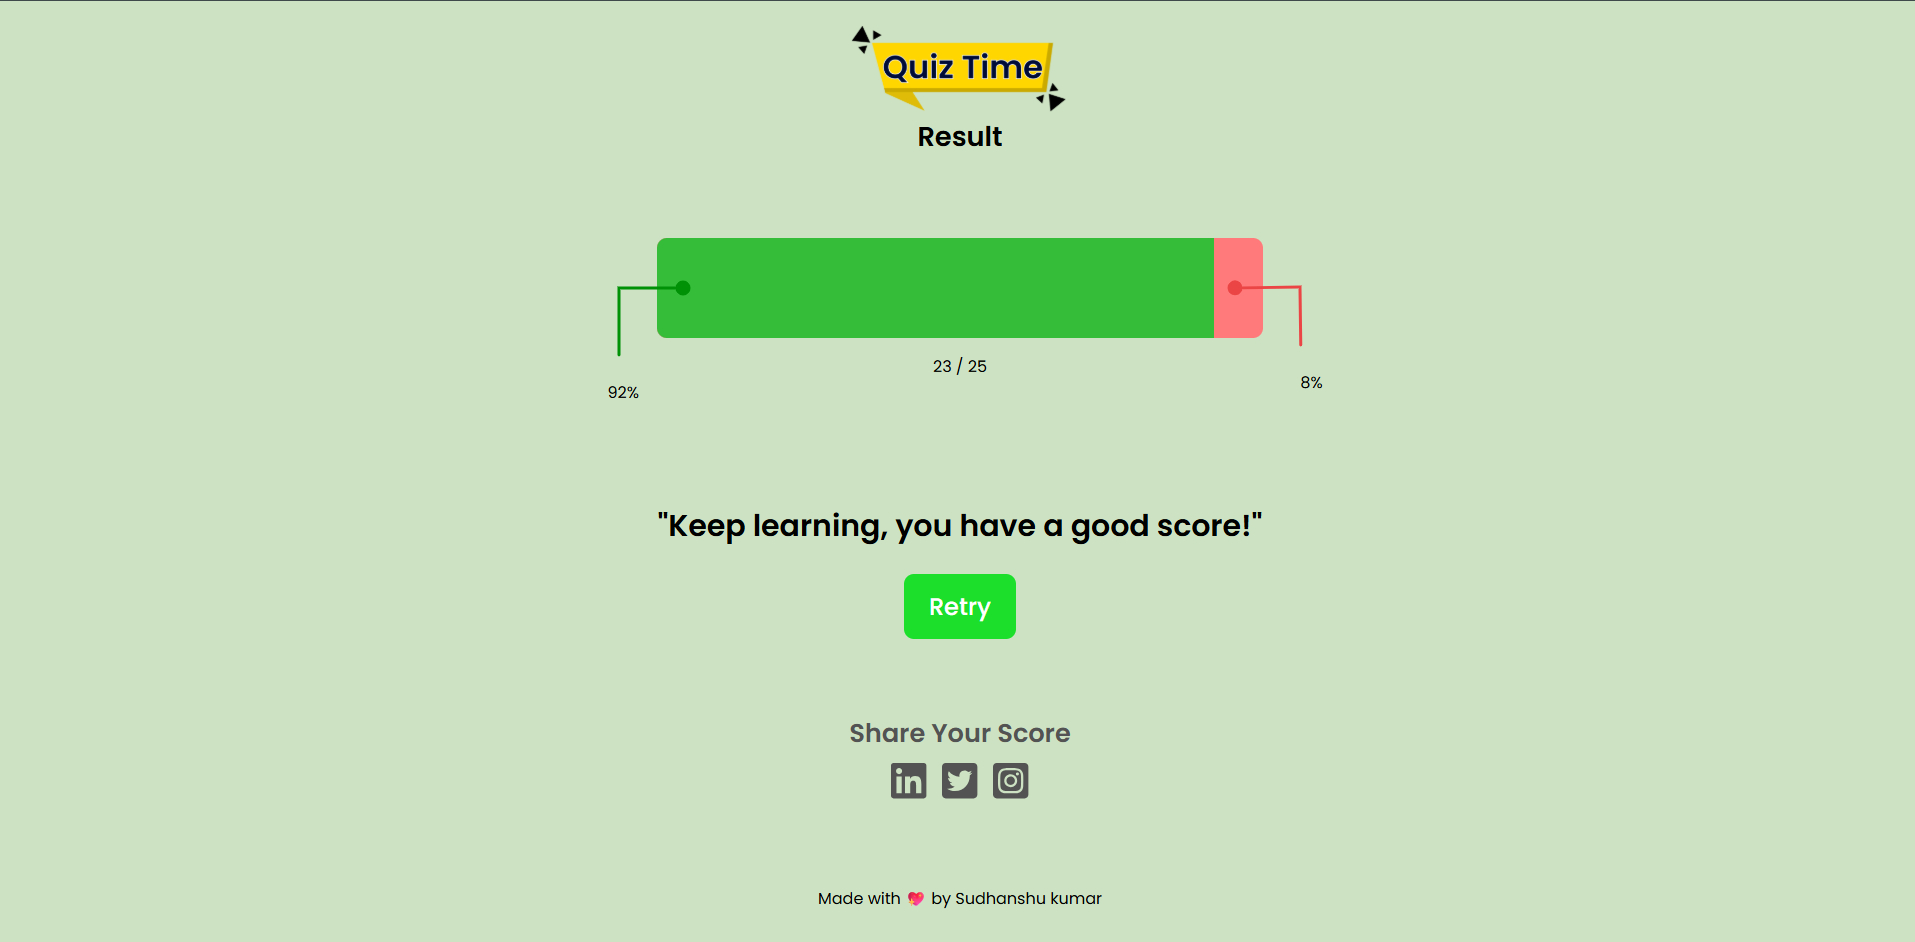 Quiz Time
Result
23 / 25
92%
8%
"Keep learning, you have a good score!"
Retry
Share Your Score
in
Made with 💖 by Sudhanshu kumar